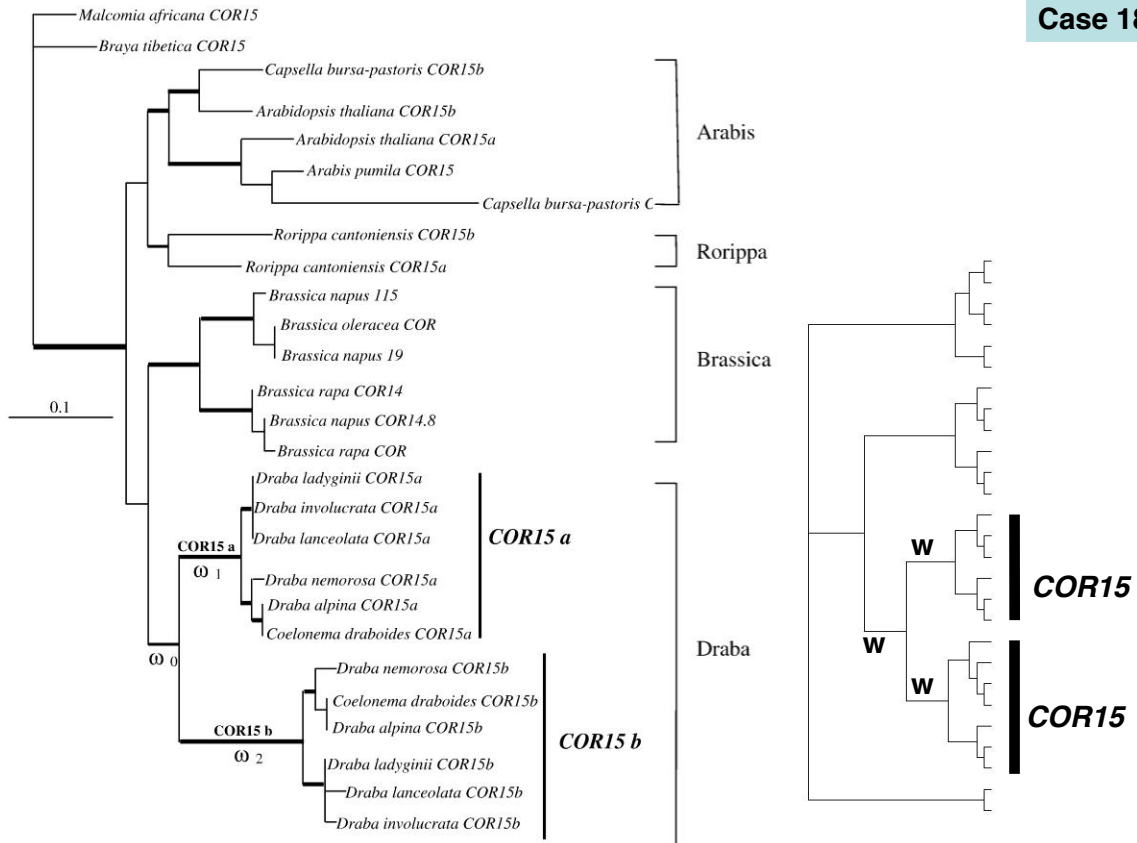 Case 18
Malcomia africana COR15
Braya tibetica COR15
Capsella bursa-pastoris COR15b
Arabidopsis thaliana COR15b
Arabidopsis thaliana COR15a
Arabis pumila COR15
Capsella bursa-pastoris C
Arabis
Rorippa cantoniensis COR15b
Rorippa cantoniensis COR15a
Rorippa
Brassica napus 115
Brassica oleracea COR
Brassica napus 19
Brassica rapa COR14
Brassica napus COR14.8
Brassica rapa COR
Brassica
0.1
Draba ladyginii COR15a
Draba involucrata COR15a
Draba lanceolata COR15a
Draba nemorosa COR15a
Draba alpina COR15a
Coelonema draboides COR15a
COR15 a
COR15 a
ω 1
ω 0
Draba nemorosa COR15b
Coelonema draboides COR15b
Draba alpina COR15b
Draba ladyginii COR15b
Draba lanceolata COR15b
Draba involucrata COR15b
COR15 b
ω 2
COR15 b
Draba
w
COR15
w
w
COR15